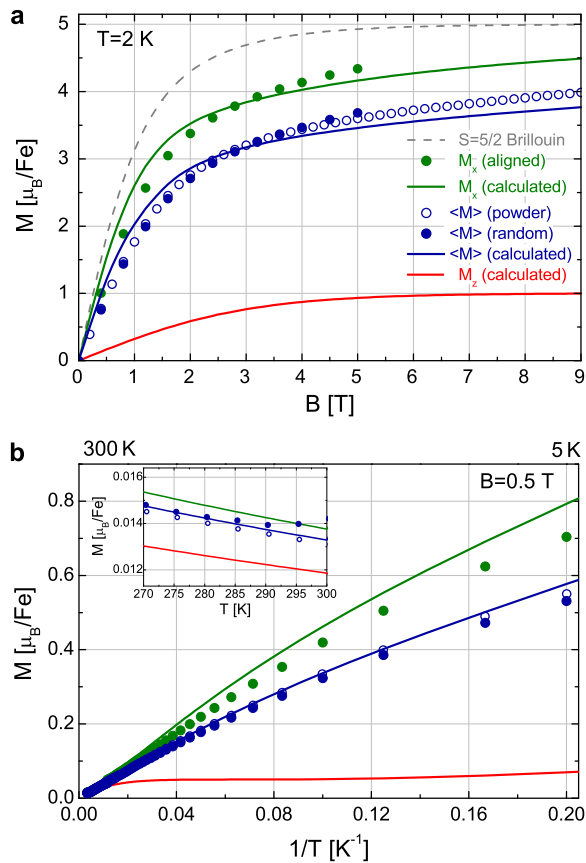 a
T=2 K
M [μB/Fe]
5
4
3
2
1
0
S=5/2 Brillouin
Mx (aligned)
Mx (calculated)
<M> (powder)
<M> (random)
<M> (calculated)
Mz (calculated)
0 1 2 3 4 5 6 7 8 9
B [T]
b
300 K
5 K
B=0.5 T
M [μB/Fe]
0.8
0.6
0.4
0.2
0.0
M [μB/Fe]
0.016
0.014
0.012
270 275 280 285 290 295 300
T [K]
0.00 0.04 0.08 0.12 0.16 0.20
1/T [K-1]